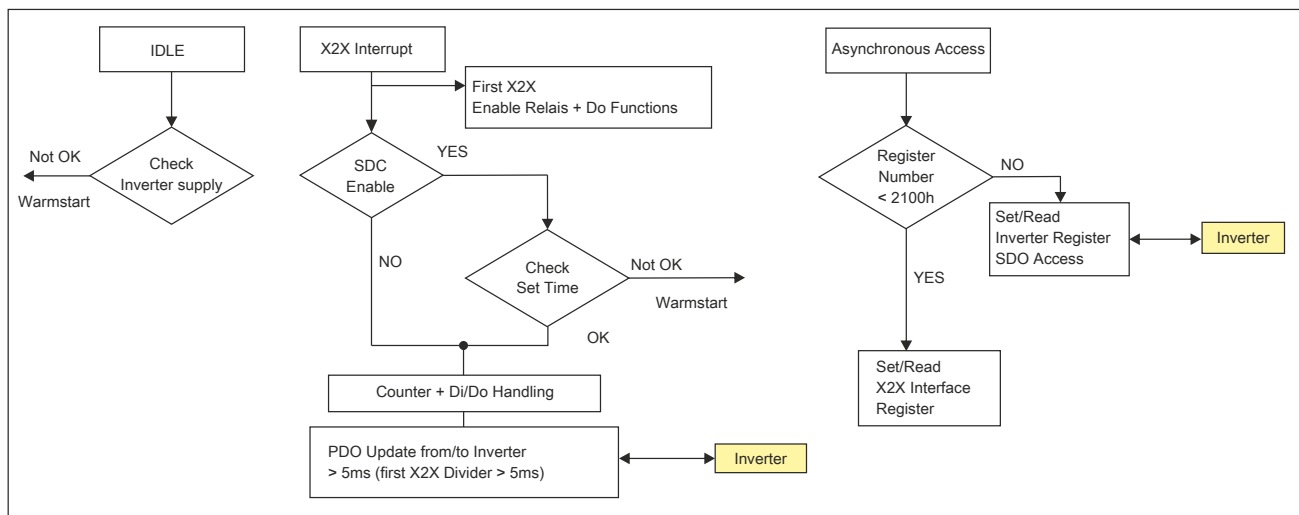 IDLE
Check
Inverter supply
Not OK
Warmstart
X2X Interrupt
First X2X
Enable Relais + Do Functions
SDC
Enable
YES
NO
Check
Set Time
Not OK
Warmstart
OK
Counter + Di/Do Handling
PDO Update from/to Inverter
> 5ms (first X2X Divider > 5ms)
Inverter
Asynchronous Access
Register
Number
< 2100h
NO
Set/Read
Inverter Register
SDO Access
Inverter
YES
Set/Read
X2X Interface
Register